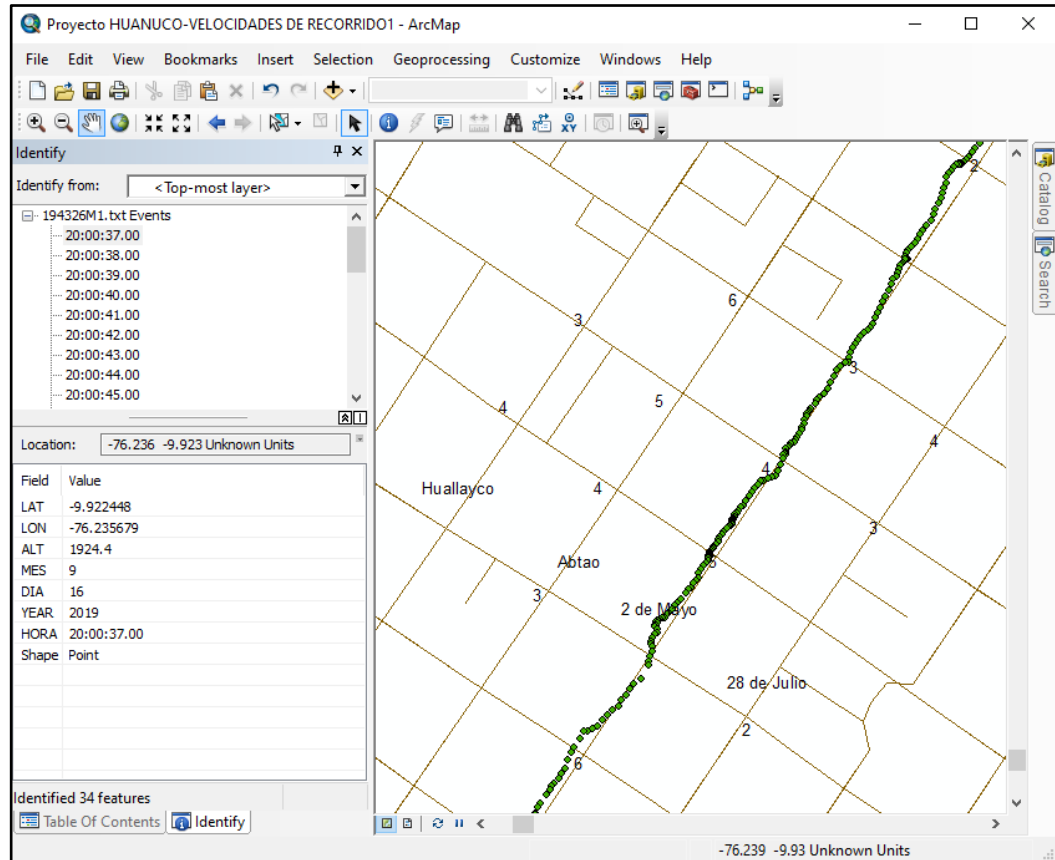 Proyecto HUANUCO-VELOCIDADES DE RECORRIDO1 - ArcMap
File Edit View Bookmarks Insert Selection Geoprocessing Customize Windows Help
XY
Identify
Identify from: <Top-most layer>
194326M1.txt Events
20:00:37.00
20:00:38.00
20:00:39.00
20:00:40.00
20:00:41.00
20:00:42.00
20:00:43.00
20:00:44.00
20:00:45.00
Location: -76.236 -9.923 Unknown Units
Field Value
LAT -9.922448
LON -76.235679
ALT 1924.4
MES 9
DIA 16
YEAR 2019
HORA 20:00:37.00
Shape Point
Identified 34 features
Table Of Contents Identify
2
6
3
3
5
4
4
4
Huallayco
4
3
Abtao
5
3
2 de Mayo
28 de Julio
2
6
Catalog
Search
-76.239 -9.93 Unknown Units